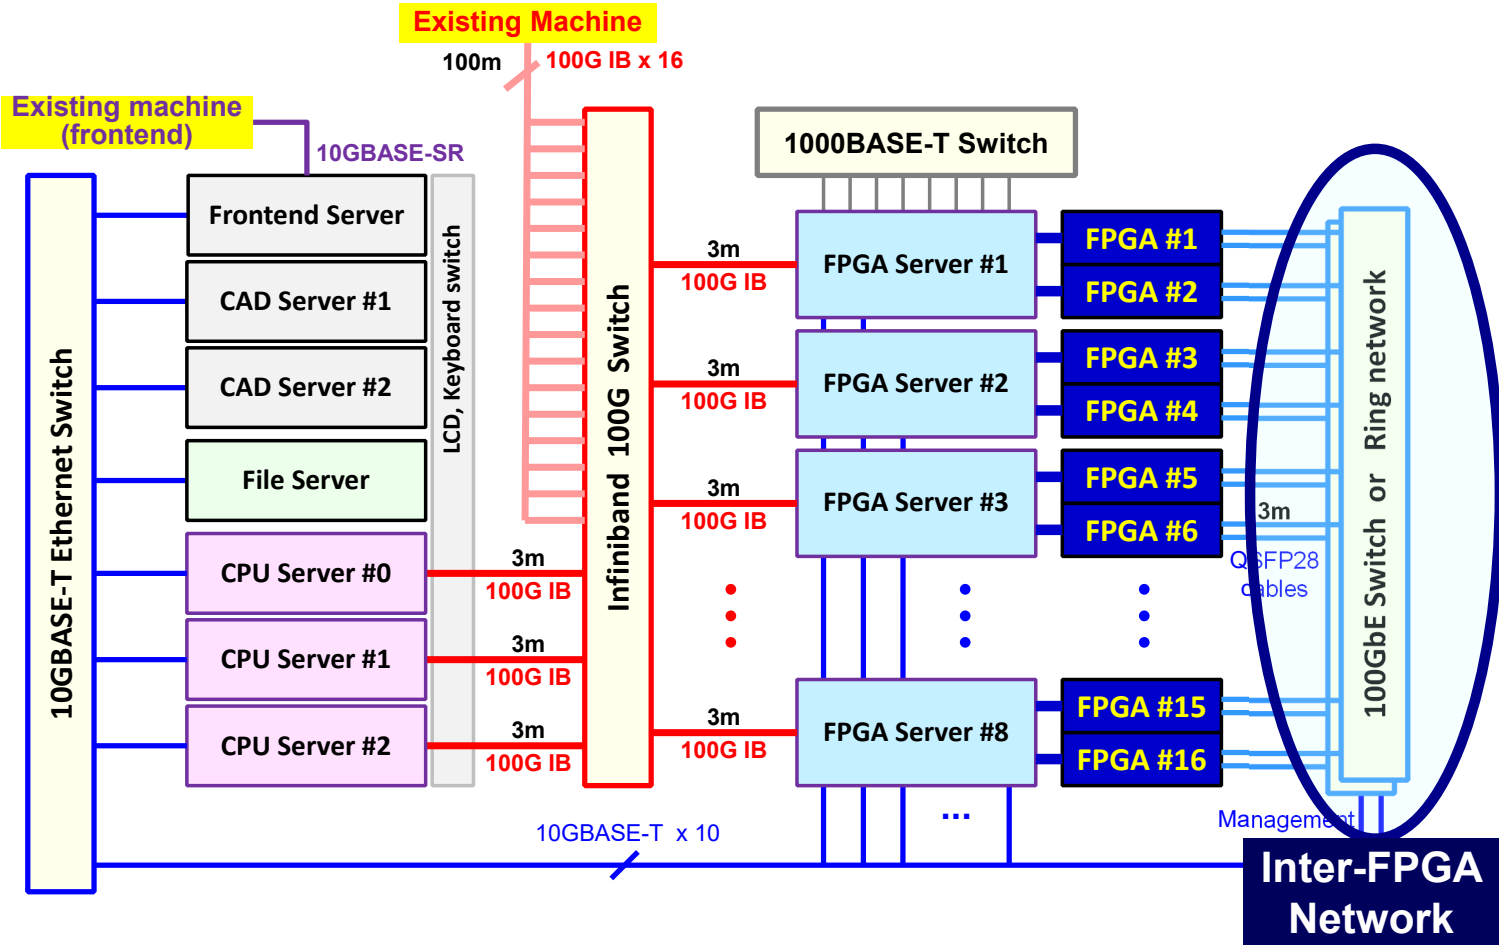 Existing Machine
100m
100G IB x 16
Existing machine
(frontend)
10GBASE-SR
1000BASE-T Switch
10GBASE-T Ethernet Switch
Frontend Server
CAD Server #1
CAD Server #2
File Server
CPU Server #0
CPU Server #1
CPU Server #2
LCD, Keyboard switch
3m
100G IB
3m
100G IB
3m
100G IB
Infiniband 100G Switch
3m
100G IB
3m
100G IB
3m
100G IB
3m
100G IB
FPGA Server #1
FPGA Server #2
FPGA Server #3
FPGA Server #8
...
FPGA #1
FPGA #2
FPGA #3
FPGA #4
FPGA #5
FPGA #6
FPGA #15
FPGA #16
3m
QSFP28
cables
100GbE Switch or Ring network
Management
10GBASE-T x 10
Inter-FPGA
Network